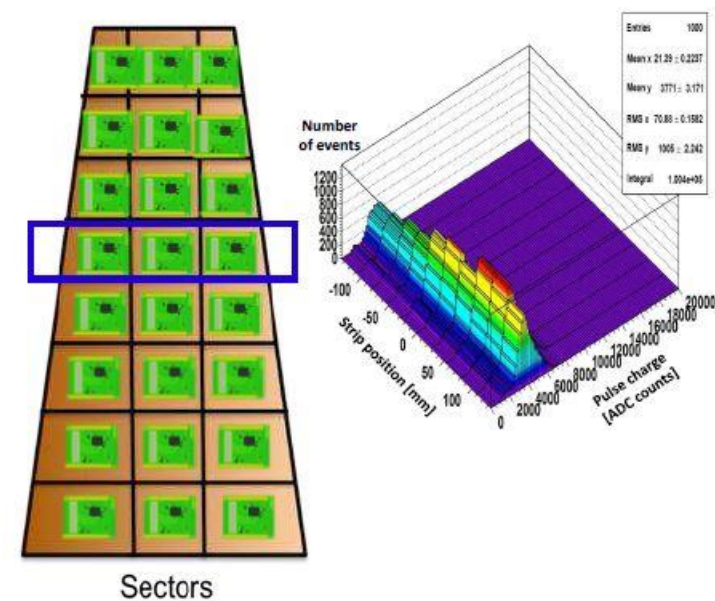 Sectors
Number
of events
1200
1000
800
600
400
200
0
-100
-50
0
50
100
Strip position [mm]
0
2000
4000
6000
8000
10000
12000
14000
16000
18000
20000
Pulse charge
[ADC counts]
Entries 1000
Mean x 21.29 ± 0.2237
Mean y 3771 ± 3.171
RMS x 70.88 ± 0.1582
RMS y 1005 ± 2.242
Integral 1.004e+05